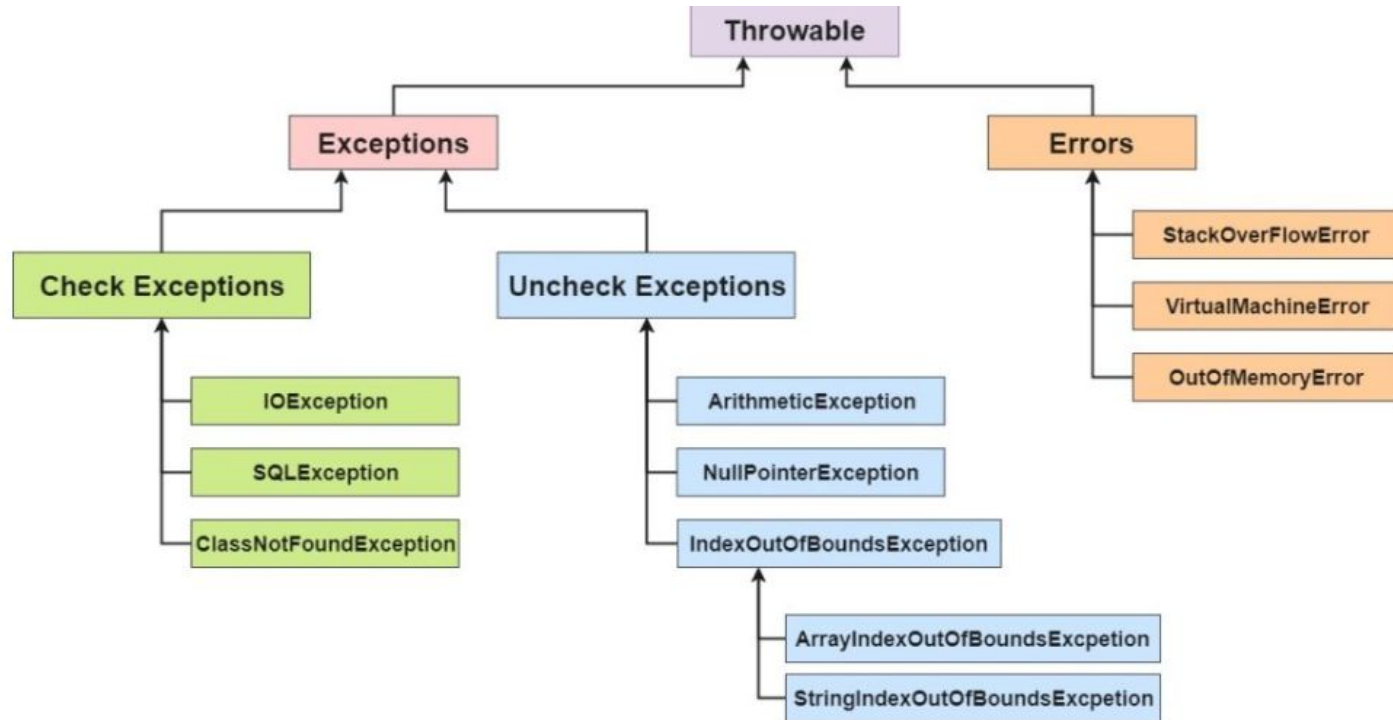 Throwable
Exceptions
Errors
StackOverFlowError
Check Exceptions
Uncheck Exceptions
VirtualMachineError
OutOfMemoryError
IOException
ArithmeticException
SQLException
NullPointerException
ClassNotFoundException
IndexOutOfBoundsException
ArrayIndexOutOfBoundsExcpetion
StringIndexOutOfBoundsExcpetion